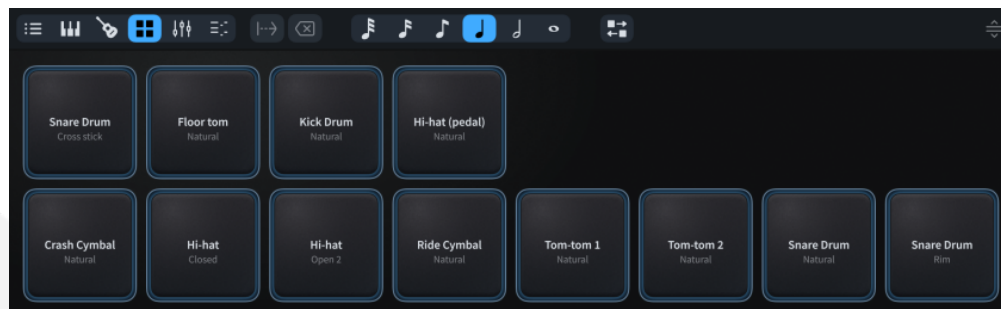 Snare Drum
Cross stick
Floor tom
Natural
Kick Drum
Natural
Hi-hat (pedal)
Natural
Crash Cymbal
Natural
Hi-hat
Closed
Hi-hat
Open 2
Ride Cymbal
Natural
Tom-tom 1
Natural
Tom-tom 2
Natural
Snare Drum
Natural
Snare Drum
Rim